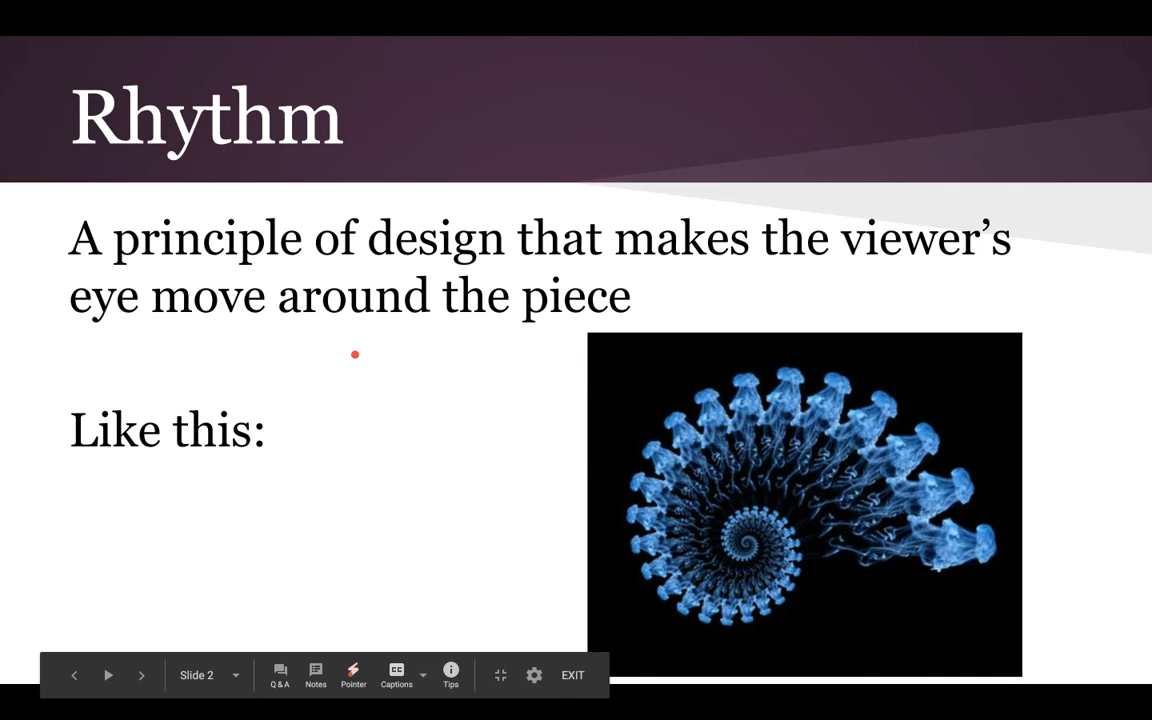 Rhythm
A principle of design that makes the viewer’s
eye move around the piece
Like this:
Slide 2
Q & A
Notes
Pointer
CC
Captions
Tips
EXIT